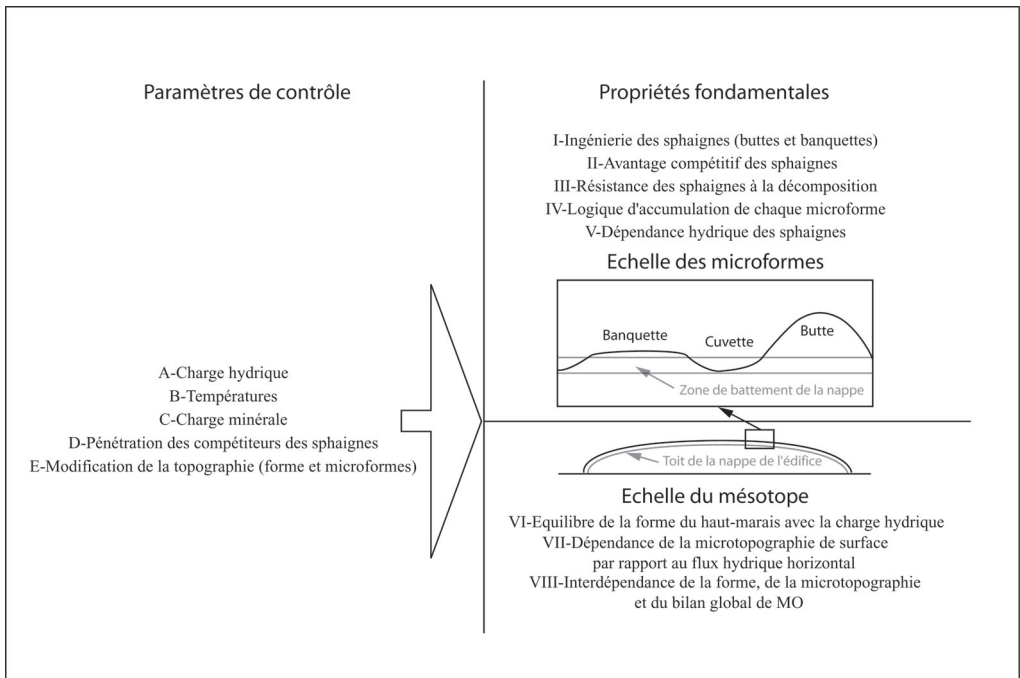 Paramètres de contrôle
A-Charge hydrique
B-Températures
C-Charge minérale
D-Pénétration des compétiteurs des sphaignes
E-Modification de la topographie (forme et microformes)
Propriétés fondamentales
I-Ingénierie des sphaignes (buttes et banquettes)
II-Avantage compétitif des sphaignes
III-Résistance des sphaignes à la décomposition
IV-Logique d'accumulation de chaque microforme
V-Dépendance hydrique des sphaignes
Echelle des microformes
Banquette
Cuvette
Butte
Zone de battement de la nappe
Toit de la nappe de l'édifice
Echelle du mésotope
VI-Equilibre de la forme du haut-marais avec la charge hydrique
VII-Dépendance de la microtopographie de surface
par rapport au flux hydrique horizontal
VIII-Interdépendance de la forme, de la microtopographie
et du bilan global de MO